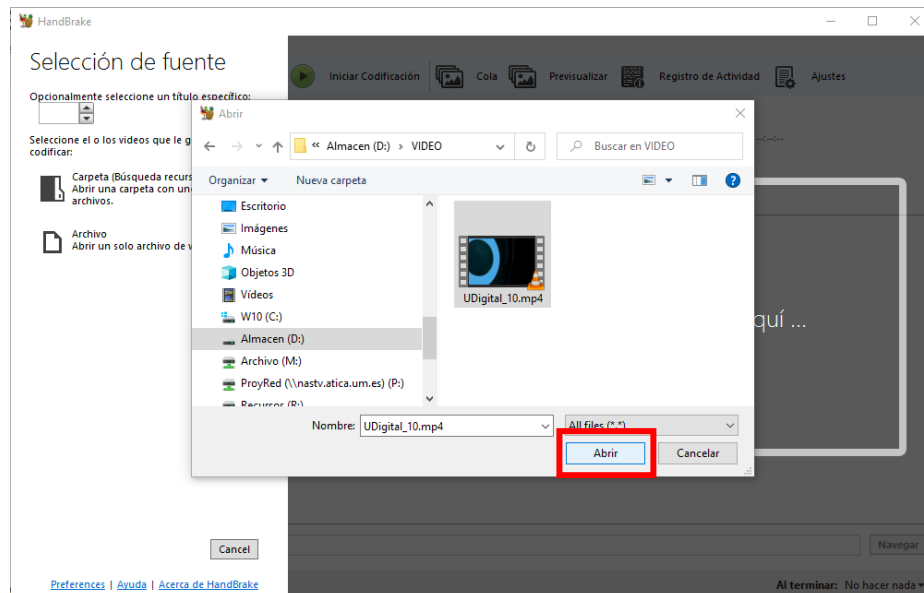 HandBrake
Selección de fuente
Opcionalmente seleccione un título específico:
Seleccione el o los videos que le g
codificar:
Carpeta (Búsqueda recurs
Abrir una carpeta con un
archivos.
Archivo
Abrir un solo archivo de v
Cancel
Preferences | Ayuda | Acerca de HandBrake
Iniciar Codificación
Cola
Previsualizar
Registro de Actividad
Ajustes
--:--:--
Abrir
« Almacen (D:) › VIDEO
Buscar en VIDEO
Organizar
Nueva carpeta
Escritorio
Imágenes
Música
Objetos 3D
Vídeos
W10 (C:)
Almacen (D:)
Archivo (M:)
ProyRed (\\nastv.atica.um.es) (P:)
Recursos (R:)
UDigital_10.mp4
Nombre: UDigital_10.mp4
All files (*.*)
Abrir
Cancelar
quí ...
Navegar
Al terminar: No hacer nada